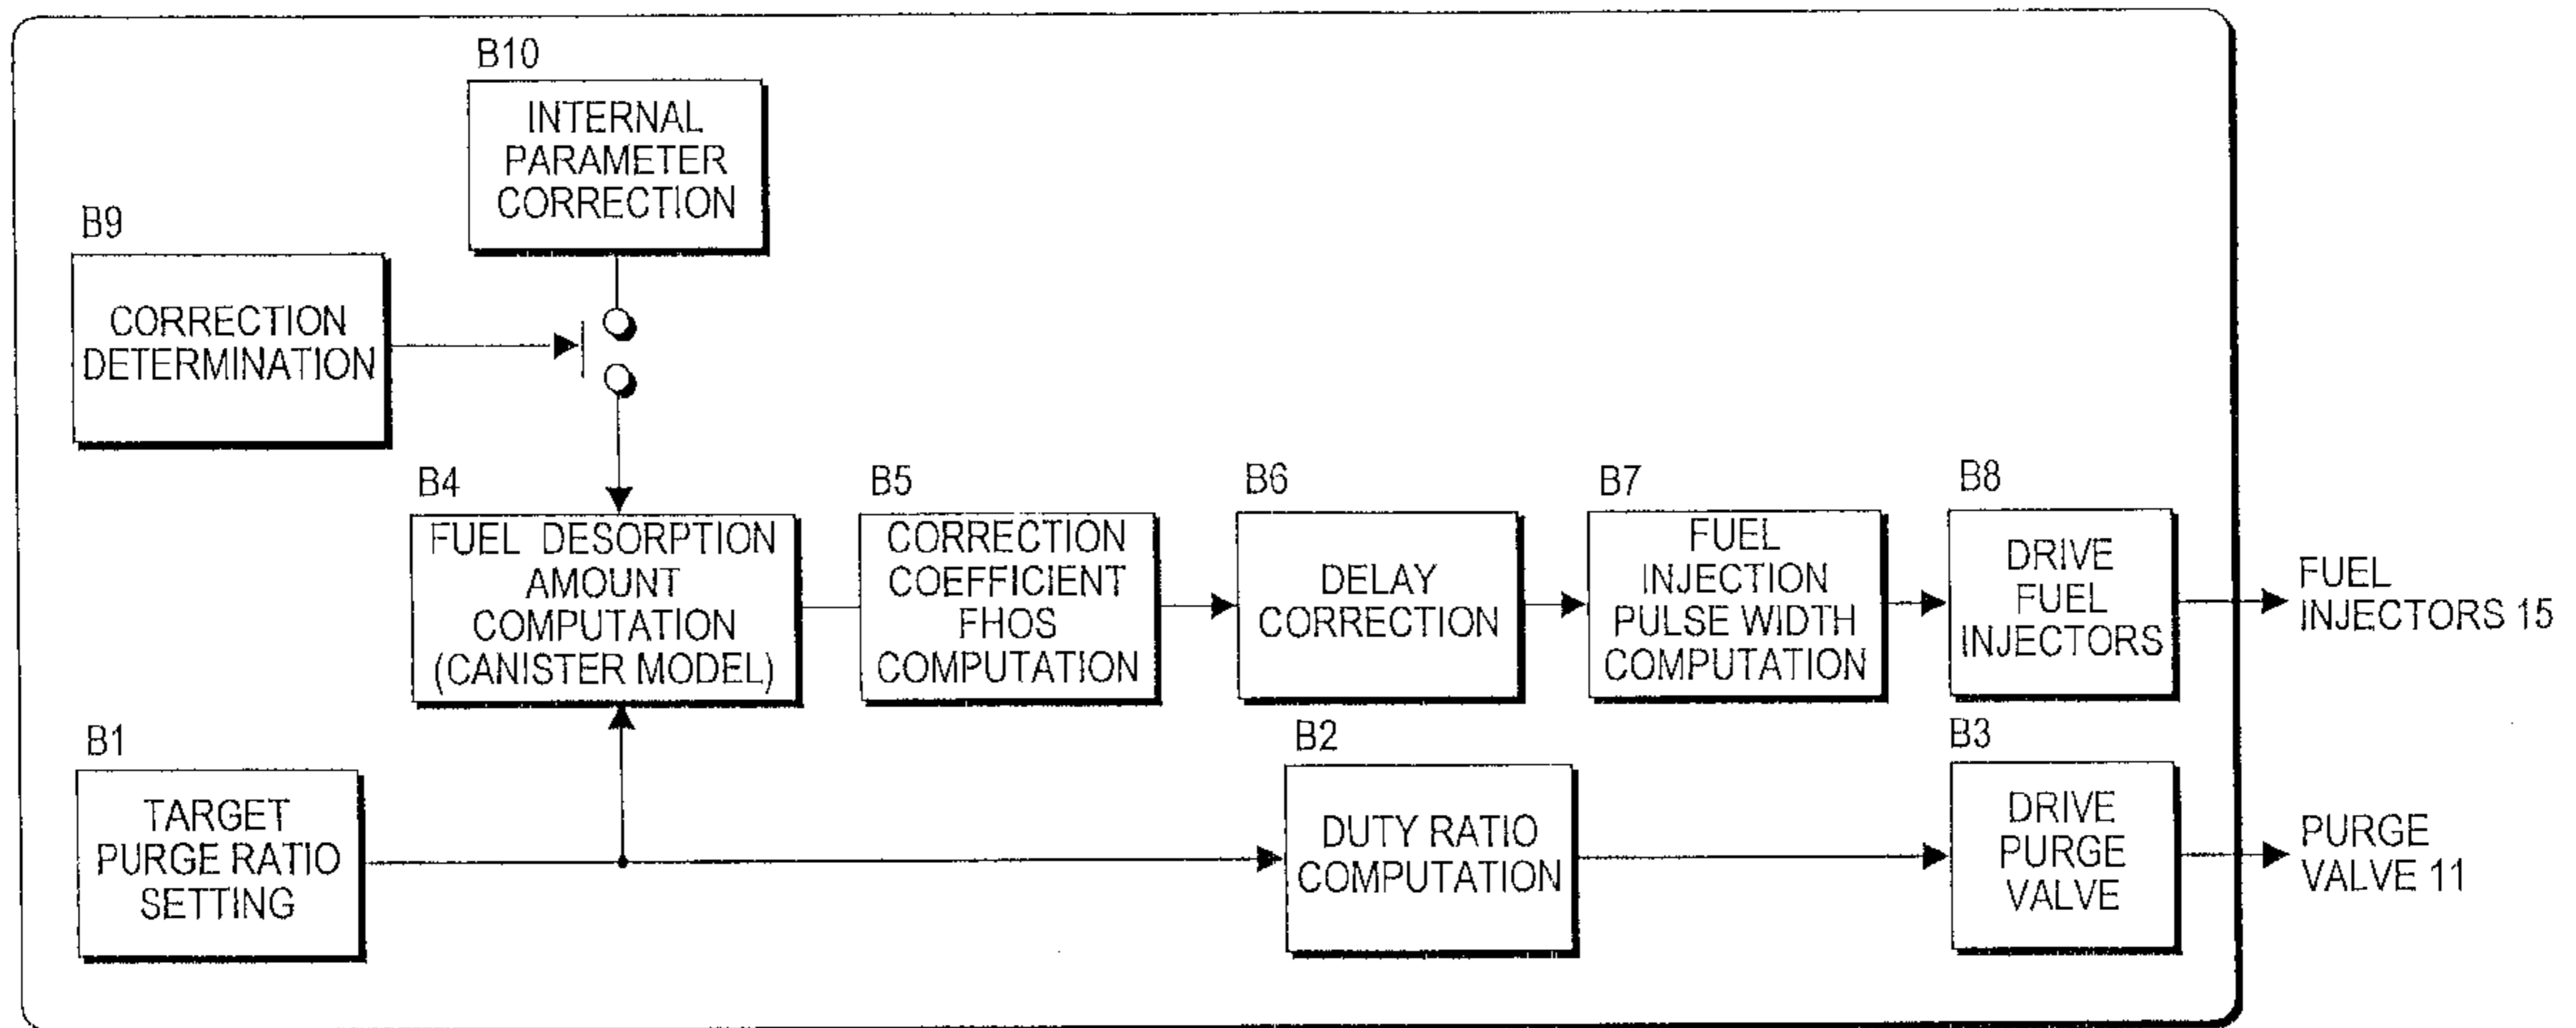 B10
INTERNAL
PARAMETER
CORRECTION
B9
CORRECTION
DETERMINATION
B4
FUEL DESORPTION
AMOUNT
COMPUTATION
(CANISTER MODEL)
B5
CORRECTION
COEFFICIENT
FHOS
COMPUTATION
B6
DELAY
CORRECTION
B7
FUEL
INJECTION
PULSE WIDTH
COMPUTATION
B8
DRIVE
FUEL
INJECTORS
FUEL
INJECTORS 15
B1
TARGET
PURGE RATIO
SETTING
B2
DUTY RATIO
COMPUTATION
B3
DRIVE
PURGE
VALVE
PURGE
VALVE 11